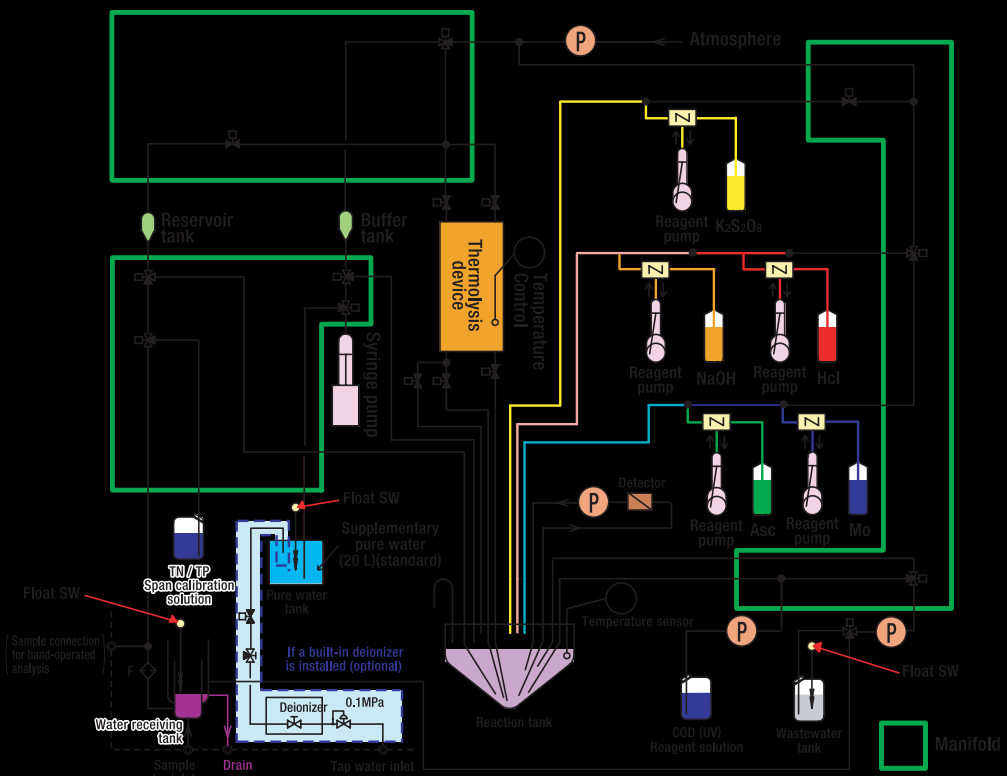 P
Atmosphere
Z
Reagent
pump
K₂S₂O₈
Reservoir
tank
Buffer
tank
Thermolysis
device
Temperature
Control
Z
Z
Reagent
pump
NaOH
Reagent
pump
Hcl
Syringe pump
Z
Z
Detector
P
Reagent
pump
Asc
Reagent
pump
Mo
Float SW
Supplementary
pure water
(20 L)(standard)
TN / TP
Span calibration
solution
Pure water
tank
Float SW
Temperature sensor
P
P
(Sample connection
for hand-operated
analysis)
F
If a built-in deionizer
is installed (optional)
Float SW
Deionizer
0.1MPa
Water receiving
tank
Reaction tank
COD (UV)
Reagent solution
Wastewater
tank
Manifold
Sample
Drain
Tap water inlet